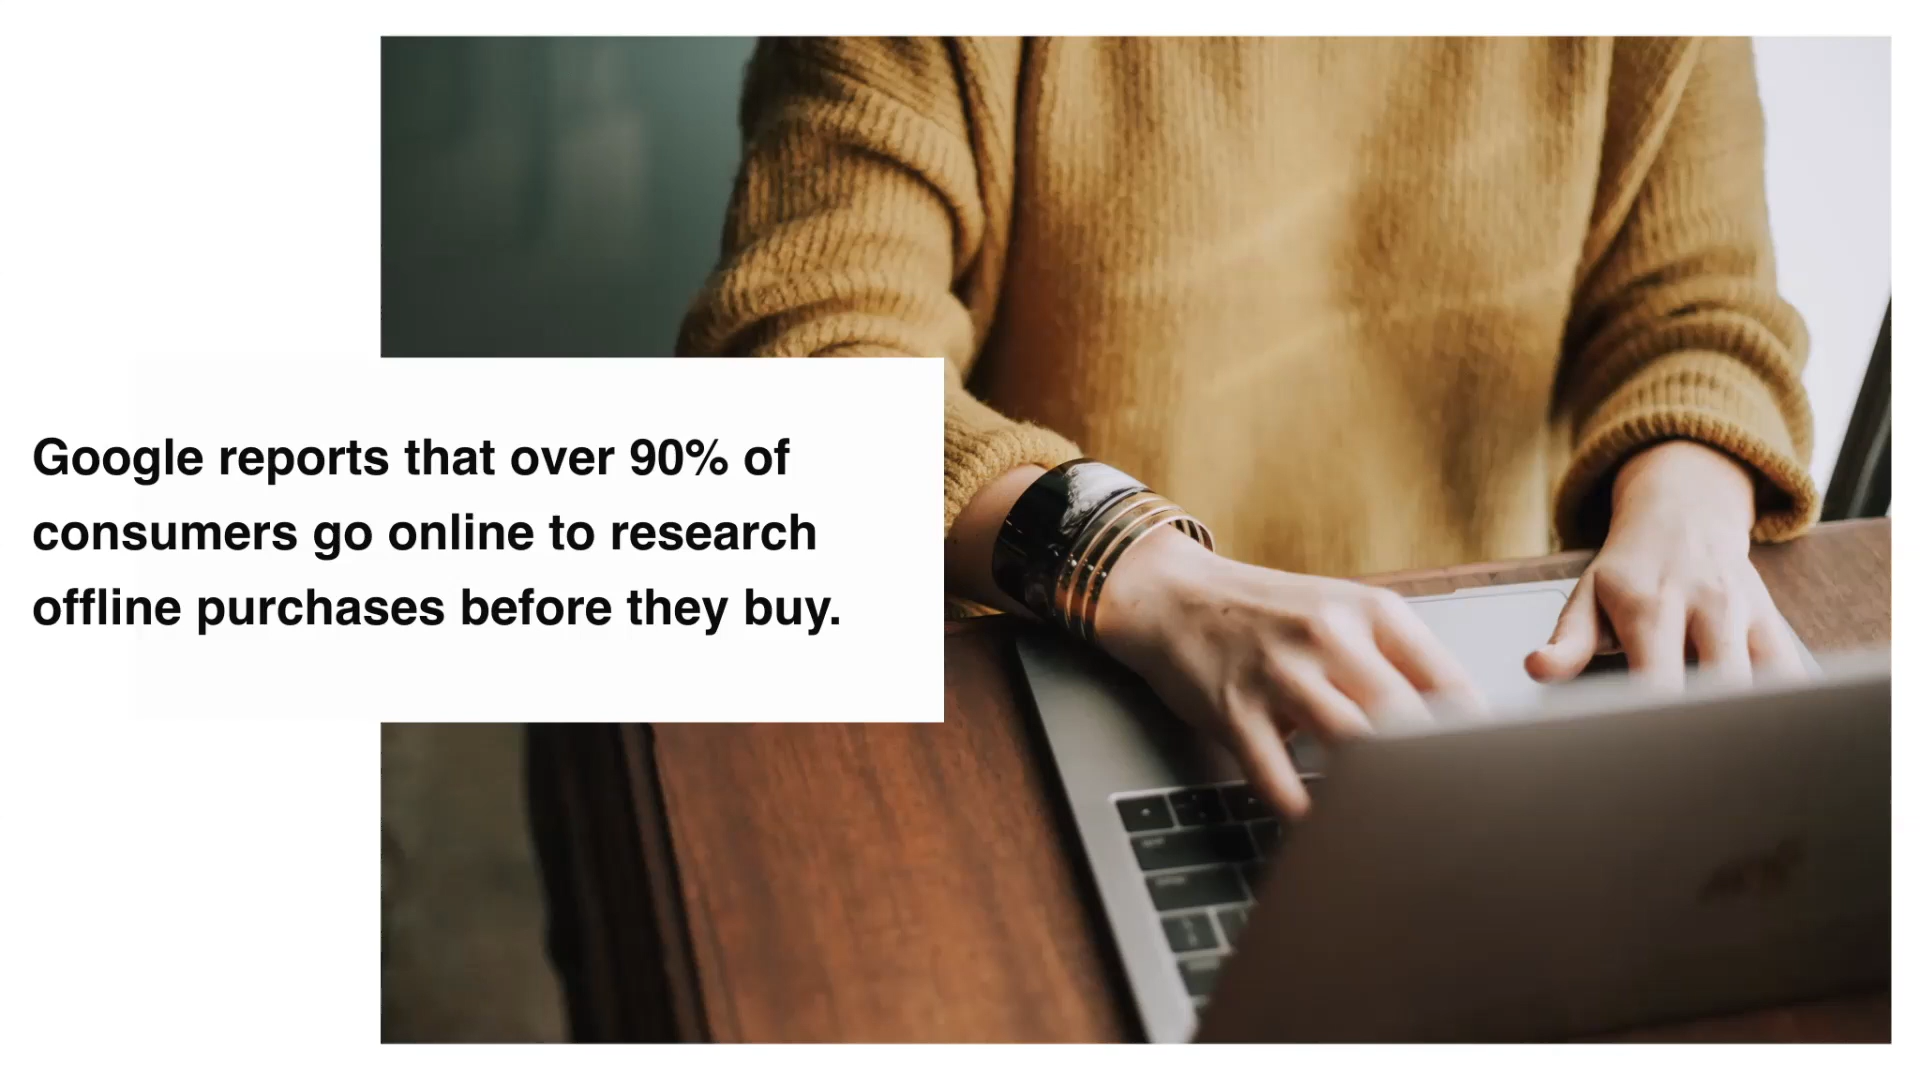 Google reports that over 90% of
consumers go online to research
offline purchases before they buy.